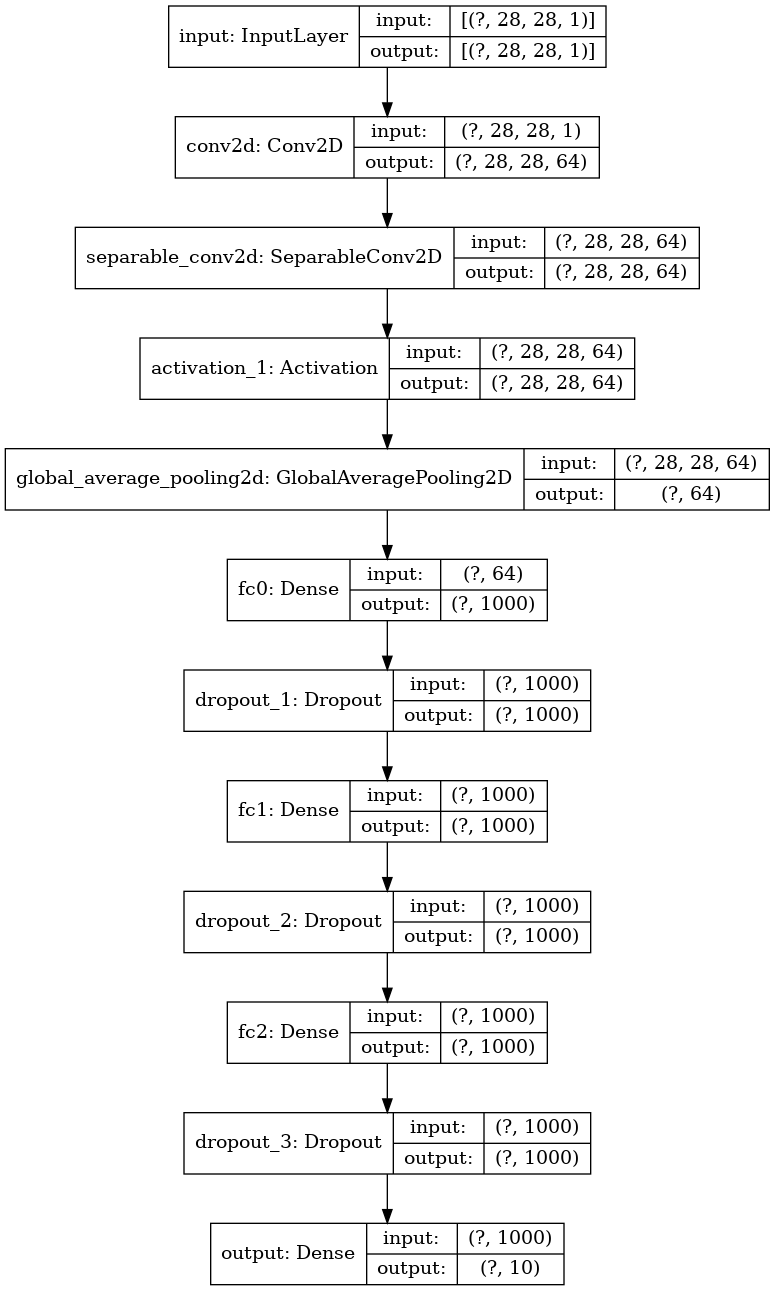 input: InputLayer
input:
[(?, 28, 28, 1)]
output:
[(?, 28, 28, 1)]
conv2d: Conv2D
input:
(?, 28, 28, 1)
output:
(?, 28, 28, 64)
separable_conv2d: SeparableConv2D
input:
(?, 28, 28, 64)
output:
(?, 28, 28, 64)
activation_1: Activation
input:
(?, 28, 28, 64)
output:
(?, 28, 28, 64)
global_average_pooling2d: GlobalAveragePooling2D
input:
(?, 28, 28, 64)
output:
(?, 64)
fc0: Dense
input:
(?, 64)
output:
(?, 1000)
dropout_1: Dropout
input:
(?, 1000)
output:
(?, 1000)
fc1: Dense
input:
(?, 1000)
output:
(?, 1000)
dropout_2: Dropout
input:
(?, 1000)
output:
(?, 1000)
fc2: Dense
input:
(?, 1000)
output:
(?, 1000)
dropout_3: Dropout
input:
(?, 1000)
output:
(?, 1000)
output: Dense
input:
(?, 1000)
output:
(?, 10)